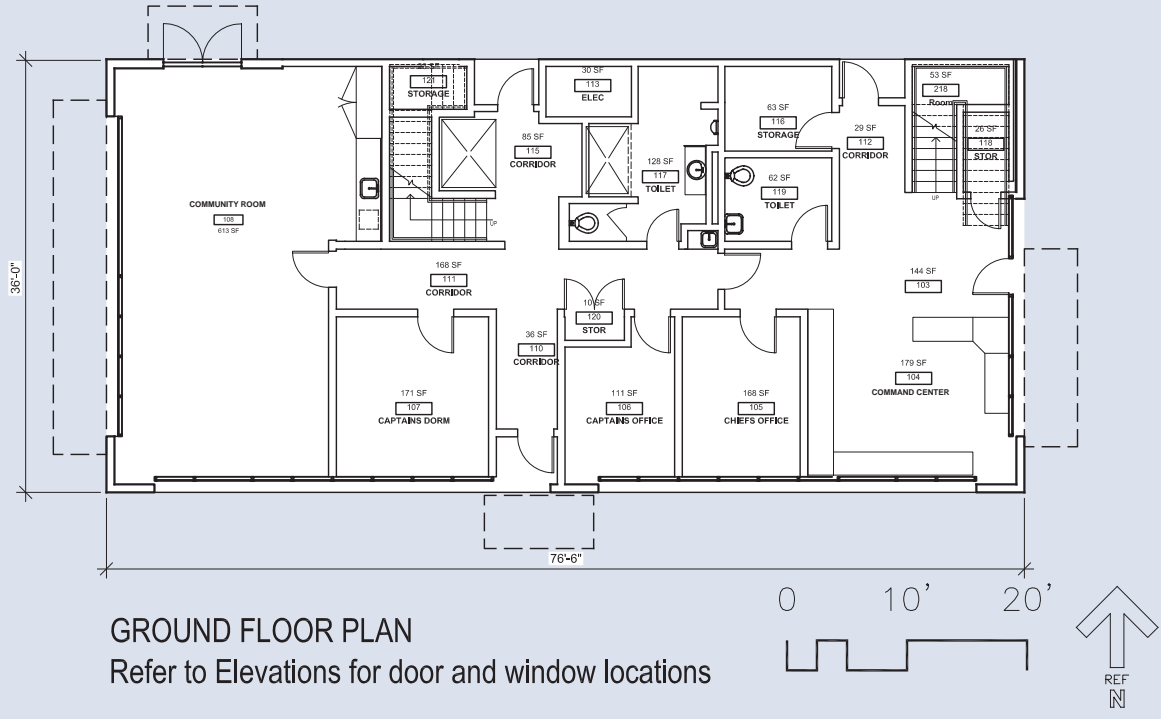 30 SF
113
ELEC
53 SF
218
Room
121
STORAGE
63 SF
116
STORAGE
85 SF
115
CORRIDOR
29 SF
112
CORRIDOR
26 SF
118
STOR
128 SF
117
TOILET
62 SF
119
TOILET
COMMUNITY ROOM
108
613 SF
UP
UP
36'-0"
168 SF
111
CORRIDOR
144 SF
103
10 SF
120
STOR
36 SF
110
CORRIDOR
179 SF
104
COMMAND CENTER
171 SF
107
CAPTAINS DORM
111 SF
106
CAPTAINS OFFICE
168 SF
105
CHIEFS OFFICE
76'-6"
0 10' 20'
GROUND FLOOR PLAN
Refer to Elevations for door and window locations
REF
N